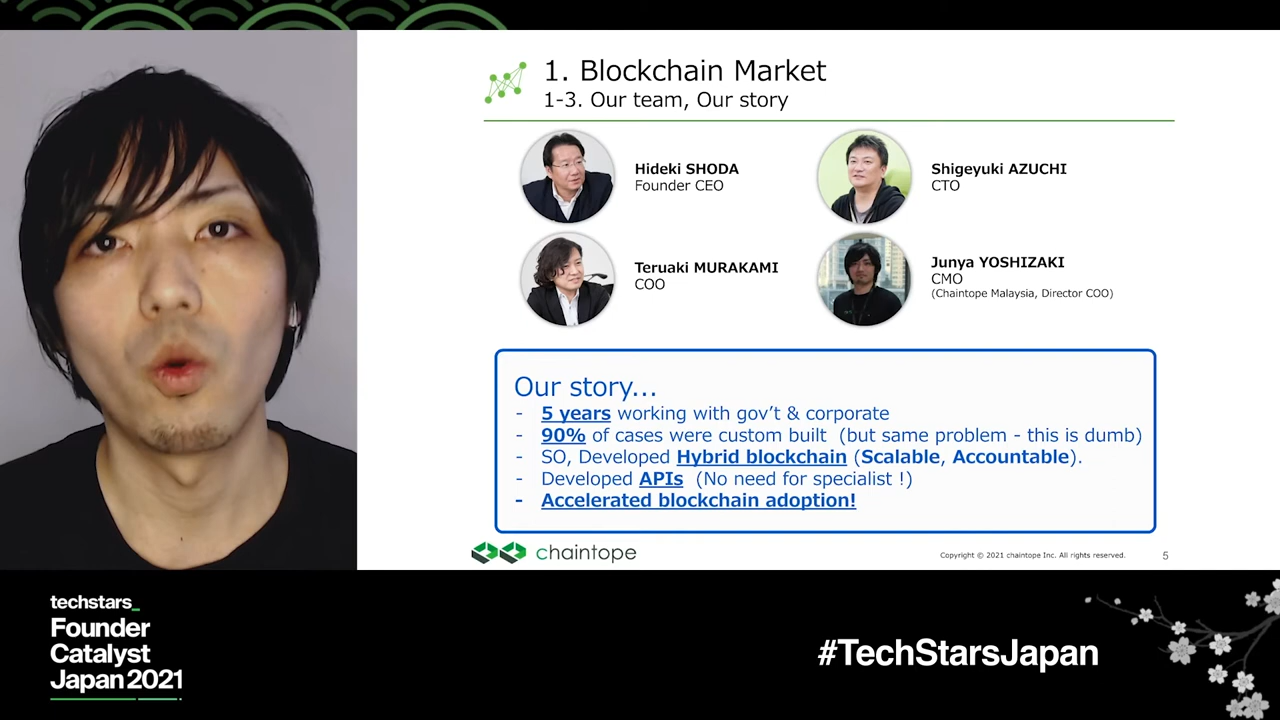 1. Blockchain Market
1-3. Our team, Our story
Hideki SHODA
Founder CEO
Shigeyuki AZUCHI
CTO
Teruaki MURAKAMI
COO
Junya YOSHIZAKI
CMO
(Chaintope Malaysia, Director COO)
Our story...
- 5 years working with gov't & corporate
- 90% of cases were custom built (but same problem - this is dumb)
- SO, Developed Hybrid blockchain (Scalable, Accountable).
- Developed APIs (No need for specialist !)
- Accelerated blockchain adoption!
chaintope
Copyright © 2021 chaintope Inc. All rights reserved.
5
techstars_
Founder
Catalyst
Japan 2021
#TechStarsJapan